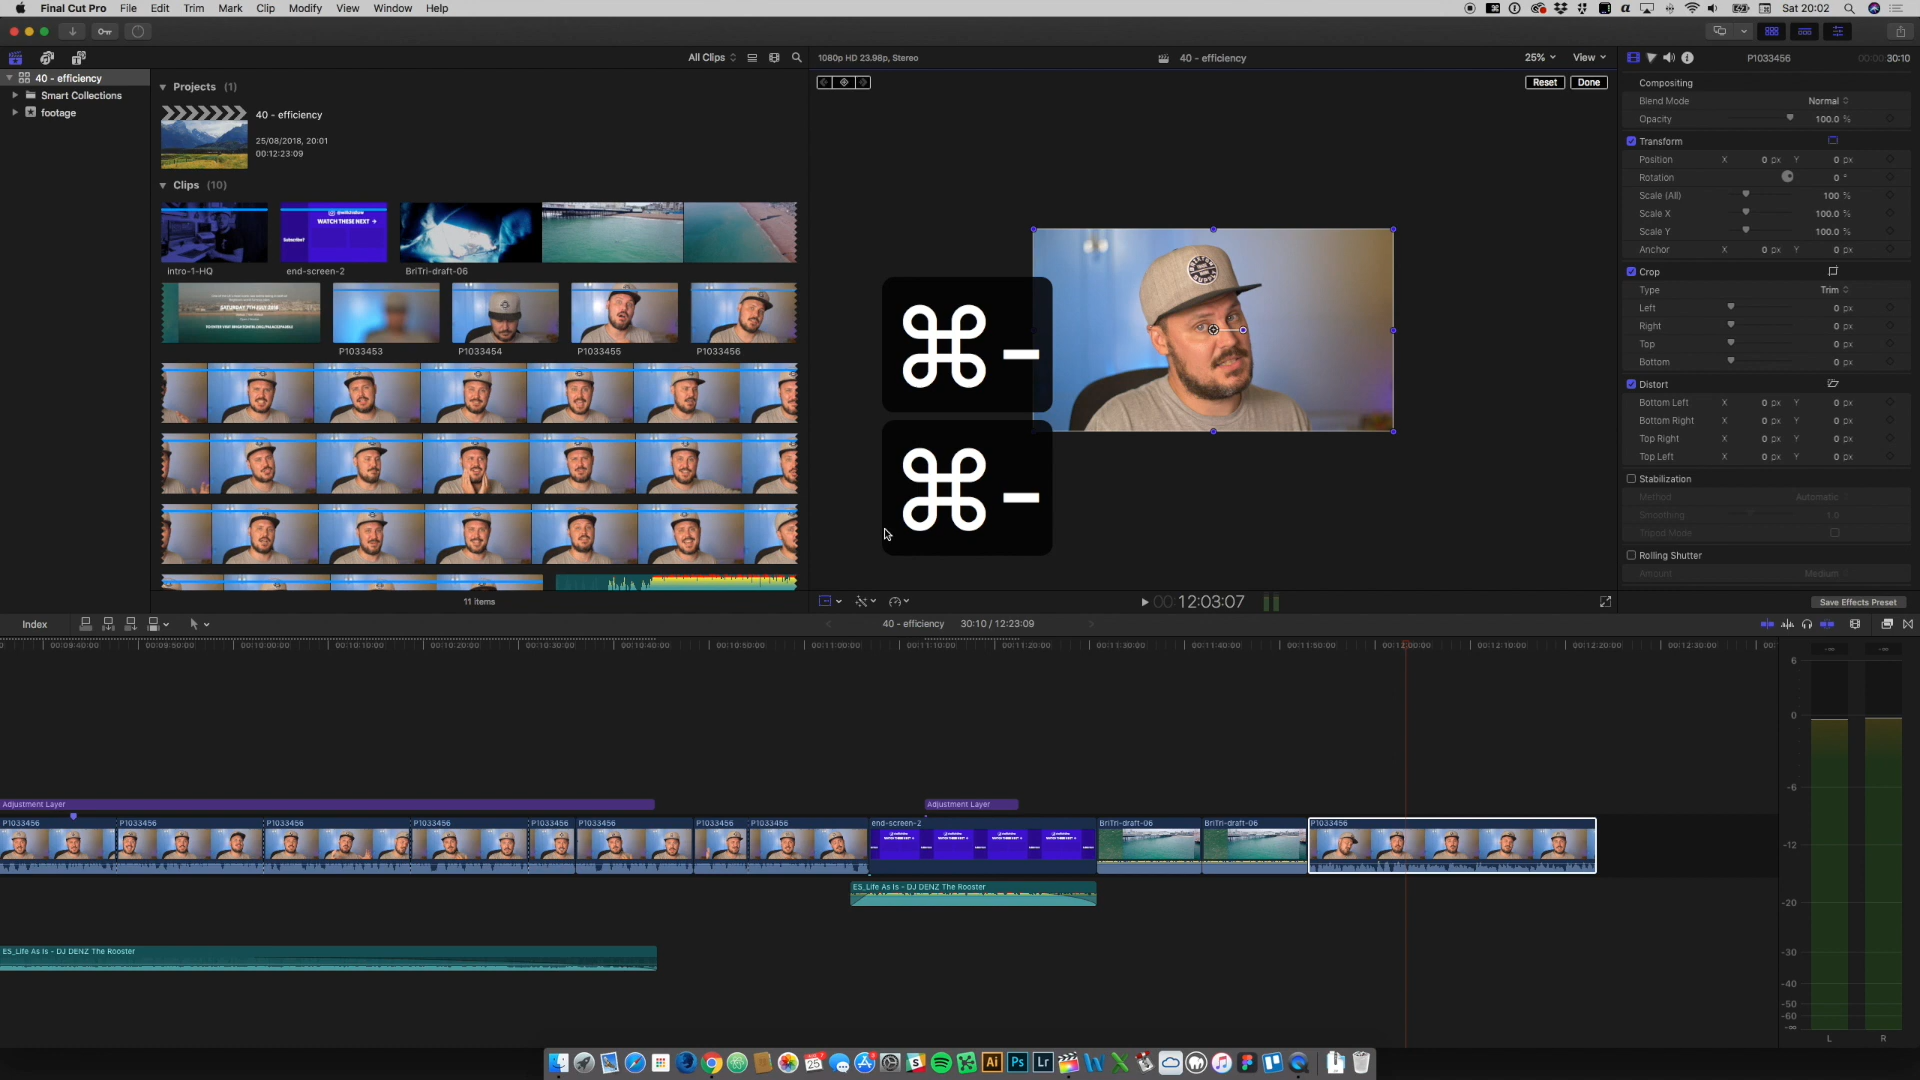 Final Cut Pro File Edit Trim Mark Clip Modify View Window Help
Sat 20:02
All Clips
1080p HD 23.98p, Stereo
40 - efficiency
25%
View
P1033456
30:10
40 - efficiency
Smart Collections
footage
Projects (1)
40 - efficiency
25/08/2018, 20:01
00:12:23:09
Clips (10)
WATCH THESE NEXT
Subscribe?
intro-1-HQ
end-screen-2
BriTri-draft-06
P1033453
P1033454
P1033455
P1033456
11 items
Reset
Done
⌘ -
⌘ -
12:03:07
Compositing
Blend Mode Normal
Opacity 100.0 %
Transform
Position X 0 px Y 0 px
Rotation 0 °
Scale (All) 100 %
Scale X 100.0 %
Scale Y 100.0 %
Anchor X 0 px Y 0 px
Crop
Type Trim
Left 0 px
Right 0 px
Top 0 px
Bottom 0 px
Distort
Bottom Left X 0 px Y 0 px
Bottom Right X 0 px Y 0 px
Top Right X 0 px Y 0 px
Top Left X 0 px Y 0 px
Stabilization
Method Automatic
Smoothing 1.0
Tripod Mode
Rolling Shutter
Amount Medium
Save Effects Preset
Index
40 - efficiency 30:10 / 12:23:09
00:09:40:00 00:09:50:00 00:10:00:00 00:10:10:00 00:10:20:00 00:10:30:00 00:10:40:00 00:10:50:00 00:11:00:00 00:11:10:00 00:11:20:00 00:11:30:00 00:11:40:00 00:11:50:00 00:12:00:00 00:12:10:00 00:12:20:00 00:12:30:00 00:
Adjustment Layer
Adjustment Layer
P1033456 P1033456 P1033456 P1033456 P1033456 P1033456 P1033456 P1033456 end-screen-2 BriTri-draft-06 BriTri-draft-06 P1033456
ES_Life As Is - DJ DENZ The Rooster
ES_Life As Is - DJ DENZ The Rooster
6
0
-6
-12
-20
-30
-40
-50
-60
-∞
L R
Ai Ps Lr